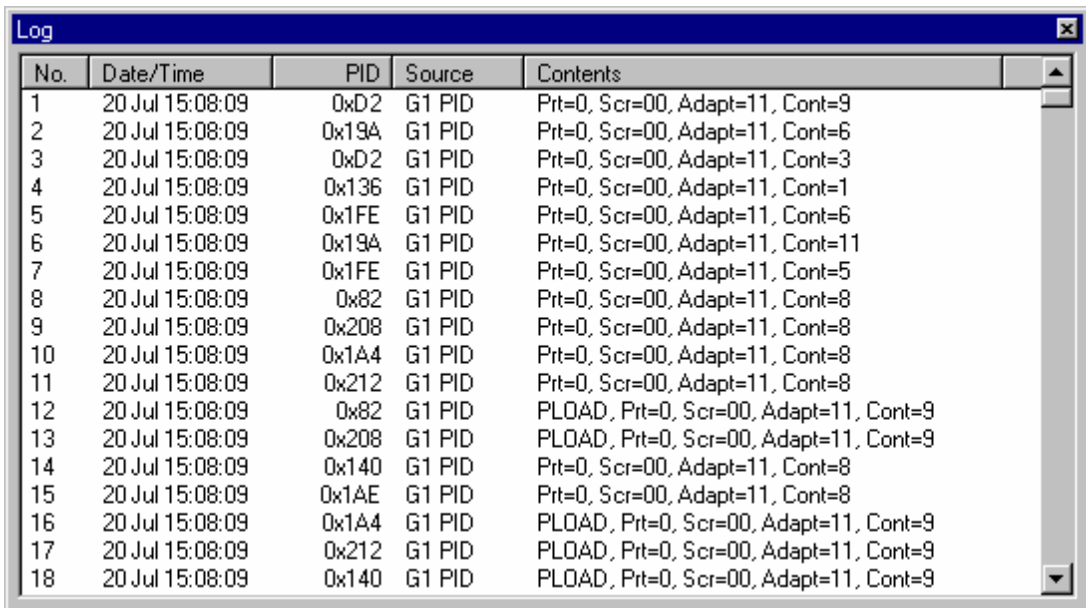 Log
No. Date/Time PID Source Contents
1 20 Jul 15:08:09 0xD2 G1 PID Prt=0, Scr=00, Adapt=11, Cont=9
2 20 Jul 15:08:09 0x19A G1 PID Prt=0, Scr=00, Adapt=11, Cont=6
3 20 Jul 15:08:09 0xD2 G1 PID Prt=0, Scr=00, Adapt=11, Cont=3
4 20 Jul 15:08:09 0x136 G1 PID Prt=0, Scr=00, Adapt=11, Cont=1
5 20 Jul 15:08:09 0x1FE G1 PID Prt=0, Scr=00, Adapt=11, Cont=6
6 20 Jul 15:08:09 0x19A G1 PID Prt=0, Scr=00, Adapt=11, Cont=11
7 20 Jul 15:08:09 0x1FE G1 PID Prt=0, Scr=00, Adapt=11, Cont=5
8 20 Jul 15:08:09 0x82 G1 PID Prt=0, Scr=00, Adapt=11, Cont=8
9 20 Jul 15:08:09 0x208 G1 PID Prt=0, Scr=00, Adapt=11, Cont=8
10 20 Jul 15:08:09 0x1A4 G1 PID Prt=0, Scr=00, Adapt=11, Cont=8
11 20 Jul 15:08:09 0x212 G1 PID Prt=0, Scr=00, Adapt=11, Cont=8
12 20 Jul 15:08:09 0x82 G1 PID PLOAD, Prt=0, Scr=00, Adapt=11, Cont=9
13 20 Jul 15:08:09 0x208 G1 PID PLOAD, Prt=0, Scr=00, Adapt=11, Cont=9
14 20 Jul 15:08:09 0x140 G1 PID Prt=0, Scr=00, Adapt=11, Cont=8
15 20 Jul 15:08:09 0x1AE G1 PID Prt=0, Scr=00, Adapt=11, Cont=8
16 20 Jul 15:08:09 0x1A4 G1 PID PLOAD, Prt=0, Scr=00, Adapt=11, Cont=9
17 20 Jul 15:08:09 0x212 G1 PID PLOAD, Prt=0, Scr=00, Adapt=11, Cont=9
18 20 Jul 15:08:09 0x140 G1 PID PLOAD, Prt=0, Scr=00, Adapt=11, Cont=9